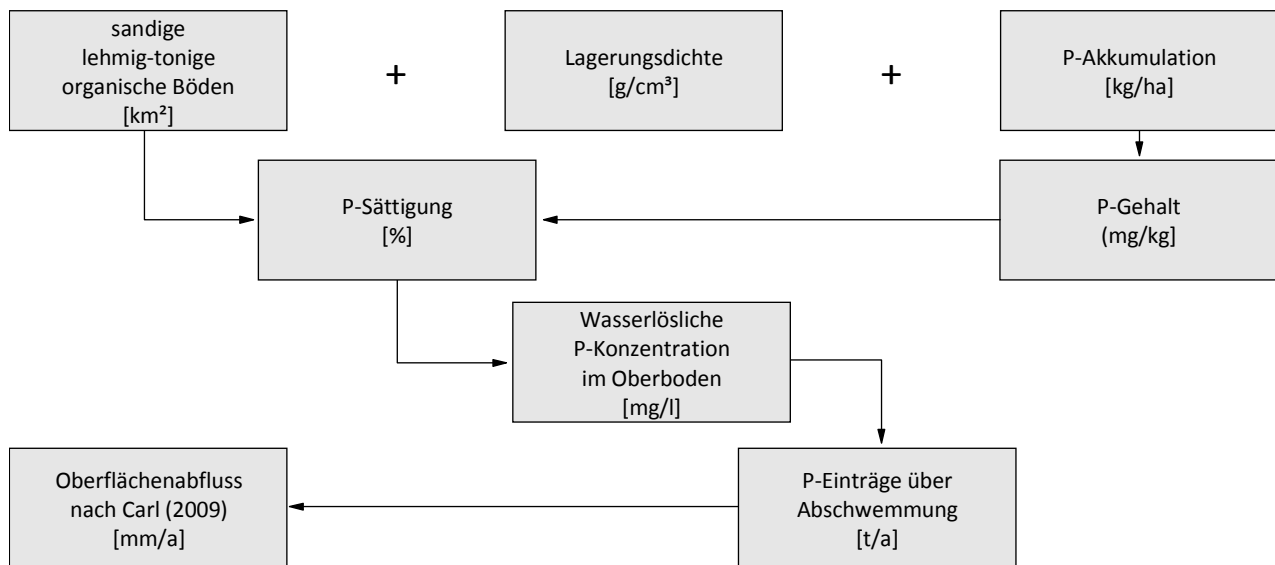 sandige
lehmig-tonige
organische Böden
[km²]
+
Lagerungsdichte
[g/cm³]
+
P-Akkumulation
[kg/ha]
P-Sättigung
[%]
P-Gehalt
(mg/kg]
Wasserlösliche
P-Konzentration
im Oberboden
[mg/l]
Oberflächenabfluss
nach Carl (2009)
[mm/a]
P-Einträge über
Abschwemmung
[t/a]